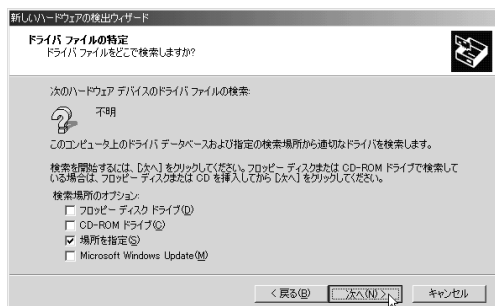 新しいハードウェアの検出ウィザード
ドライバ ファイルの特定
ドライバ ファイルをどこで検索しますか?
次のハードウェア デバイスのドライバ ファイルの検索:
不明
このコンピュータ上のドライバ データベースおよび指定の検索場所から適切なドライバを検索します。
検索を開始するには、[次へ] をクリックしてください。フロッピー ディスクまたは CD-ROM ドライブで検索して
いる場合は、フロッピー ディスクまたは CD を挿入してから [次へ] をクリックしてください。
検索場所のオプション:
フロッピー ディスク ドライブ(D)
CD-ROM ドライブ(C)
場所を指定(S)
Microsoft Windows Update(M)
< 戻る(B)
次へ(N) >
キャンセル